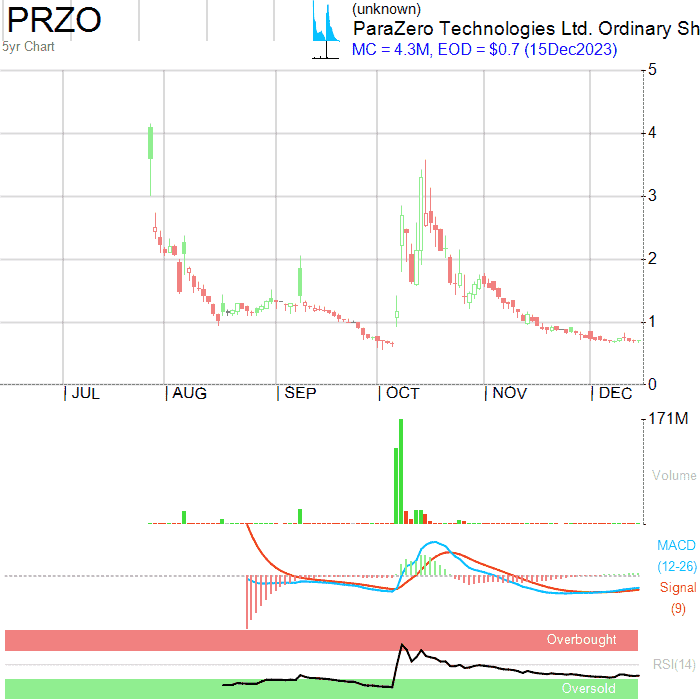 PRZO
(unknown)
ParaZero Technologies Ltd. Ordinary Sh
5yr Chart
MC = 4.3M, EOD = $0.7 (15Dec2023)
5
4
3
2
1
0
JUL AUG SEP OCT NOV DEC
171M
Volume
MACD
(12-26)
Signal
(9)
Overbought
RSI(14)
Oversold